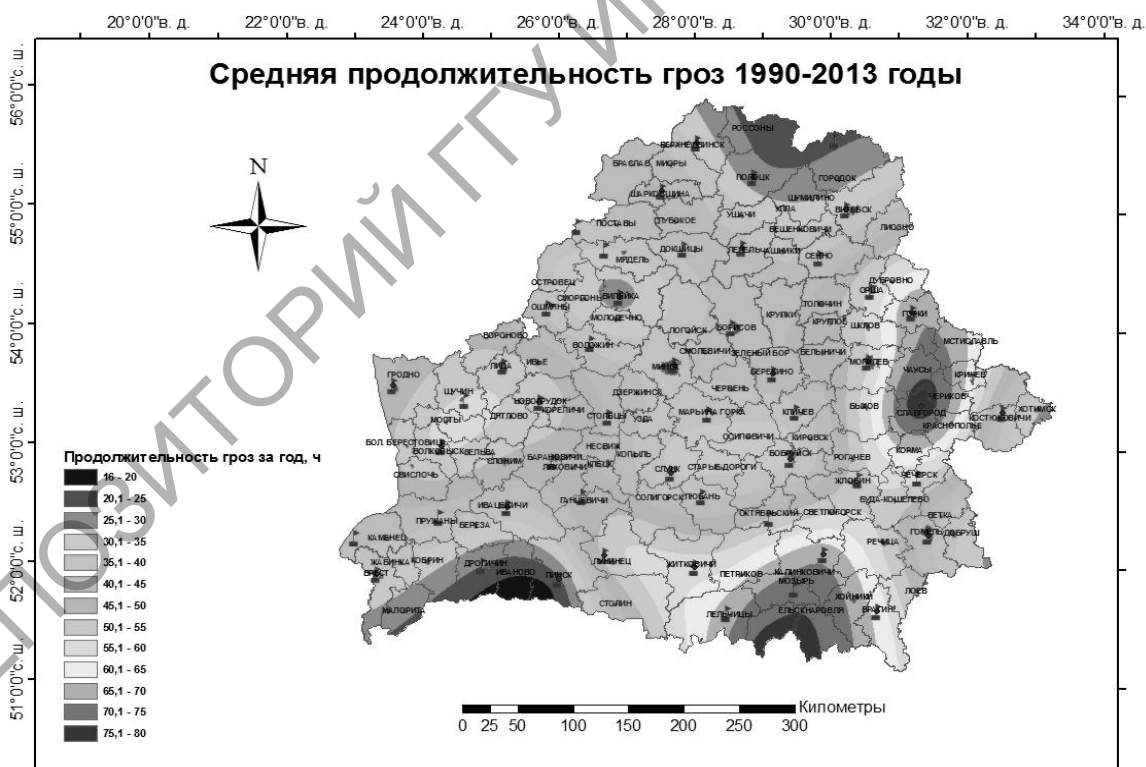 20°0'0"в. д. 22°0'0"в. д. 24°0'0"в. д. 26°0'0"в. д. 28°0'0"в. д. 30°0'0"в. д. 32°0'0"в. д. 34°0'0"в. д.
56°0'0"с. ш.
55°0'0"с. ш.
54°0'0"с. ш.
53°0'0"с. ш.
52°0'0"с. ш.
51°0'0"с. ш.
Средняя продолжительность гроз 1990-2013 годы
N
РОССОНЫ
ВЕРХНЕДВИНСК
БРАСЛАВ МИОРЫ
ПОЛОЦК ГОРОДОК
ШАРКОВЩИНА
ШУМИЛИНО
УШАЧИ УЛЛА ВИТЕБСК
ПОСТАВЫ ГЛУБОКОЕ
БЕШЕНКОВИЧИ ЛИОЗНО
ДОКШИЦЫ ЛЕПЕЛЬ ЧАШНИКИ СЕННО
МЯДЕЛЬ
ОСТРОВЕЦ
ДУБРОВНО
ОРША
СМОРГОНЬ ВИЛЕЙКА
ОШМЯНЫ
ТОЛОЧИН
МОЛОДЕЧНО
КРУПКИ КРУГЛОЕ ШКЛОВ ГОРКИ
ЛОГОЙСК БОРИСОВ
ВОРОНОВО
ВОЛОЖИН
МСТИСЛАВЛЬ
СМОЛЕВИЧИ ЗЕЛЕНЫЙ БОР БЕЛЫНИЧИ
ЛИДА ИВЬЕ
МИНСК
МОГИЛЕВ ЧАУСЫ КРИЧЕВ
ГРОДНО
БЕРЕЗИНО
ЩУЧИН
ДЗЕРЖИНСК ЧЕРВЕНЬ
ЧЕРИКОВ
НОВОГРУДОК
КОРЕЛИЧИ
БЫХОВ СЛАВГОРОД ХОТИМСК
МОСТЫ ДЯТЛОВО СТОЛБЦЫ УЗДА МАРЬИНА ГОРКА КЛИЧЕВ
КОСТЮКОВИЧИ
КРАСНОПОЛЬЕ
БОЛ. БЕРЕСТОВИЦА
ОСИПОВИЧИ КИРОВСК
ВОЛКОВЫСК ЗЕЛЬВА
НЕСВИЖ
КОРМА
СЛОНИМ БАРАНОВИЧИ КОПЫЛЬ
БОБРУЙСК РОГАЧЕВ
ЛЯХОВИЧИ КЛЕЦК
СВИСЛОЧЬ
СЛУЦК СТАРЫЕ ДОРОГИ
ЖЛОБИН ЧЕЧЕРСК
ГАНЦЕВИЧИ СОЛИГОРСК ЛЮБАНЬ
БУДА-КОШЕЛЕВО
ИВАЦЕВИЧИ
ОКТЯБРЬСКИЙ СВЕТЛОГОРСК ВЕТКА
ПРУЖАНЫ БЕРЕЗА
ГОМЕЛЬ ДОБРУШ
КАМЕНЕЦ
РЕЧИЦА
ЖАБИНКА КОБРИН ДРОГИЧИН ИВАНОВО ПИНСК ЛУНИНЕЦ ЖИТКОВИЧИ ПЕТРИКОВ КАЛИНКОВИЧИ
БРЕСТ
МОЗЫРЬ
ХОЙНИКИ ЛОЕВ
МАЛОРИТА
СТОЛИН ЛЕЛЬЧИЦЫ ЕЛЬСК НАРОВЛЯ БРАГИН
Продолжительность гроз за год, ч
16 - 20
20,1 - 25
25,1 - 30
30,1 - 35
35,1 - 40
40,1 - 45
45,1 - 50
50,1 - 55
55,1 - 60
60,1 - 65
65,1 - 70
70,1 - 75
75,1 - 80
Километры
0 25 50 100 150 200 250 300
РЕПОЗИТОРИЙ ГГУ ИМ